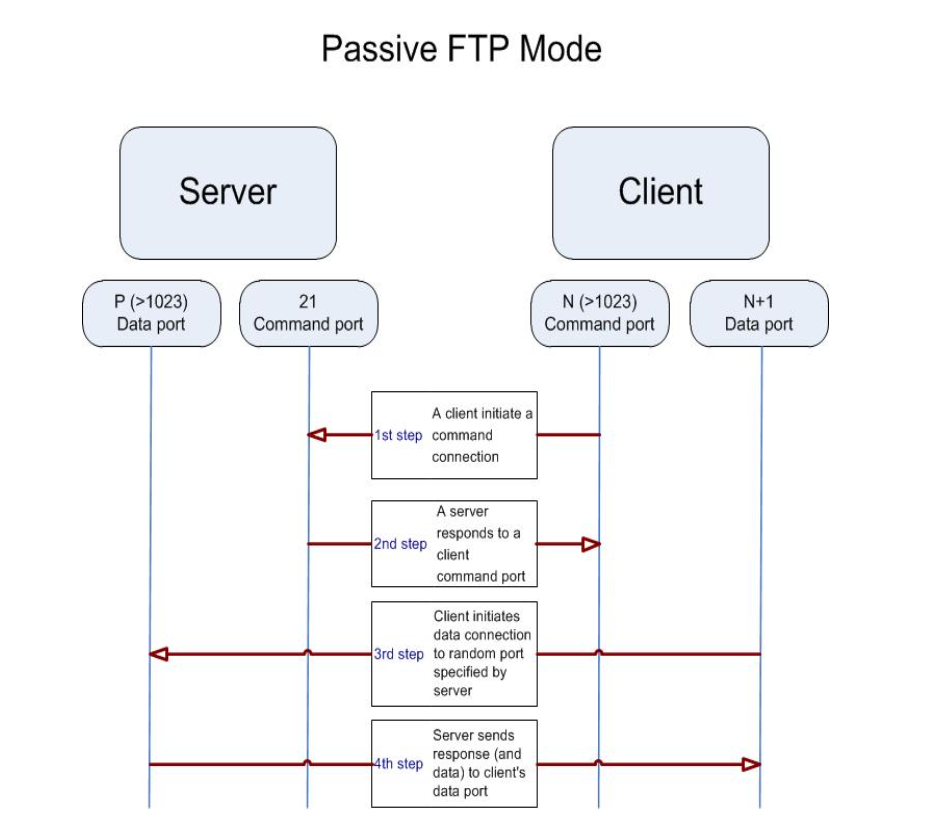 Passive FTP Mode
Server
Client
P (>1023)
Data port
21
Command port
N (>1023)
Command port
N+1
Data port
1st step
A client initiate a
command
connection
2nd step
A server
responds to a
client
command port
3rd step
Client initiates
data connection
to random port
specified by
server
4th step
Server sends
response (and
data) to client's
data port